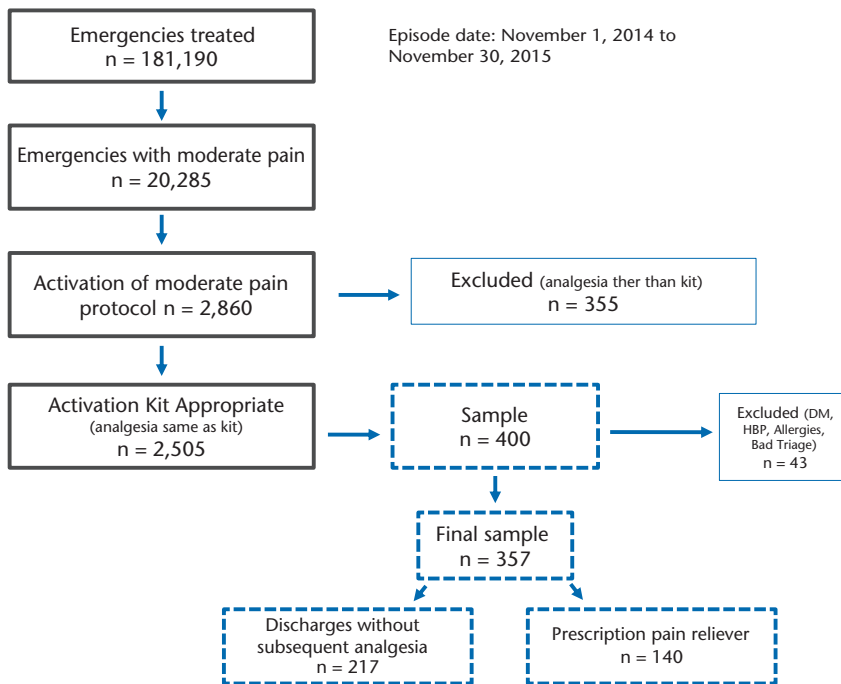 Emergencies treated
n = 181,190
Episode date: November 1, 2014 to
November 30, 2015
Emergencies with moderate pain
n = 20,285
Activation of moderate pain
protocol n = 2,860
Excluded (analgesia ther than kit)
n = 355
Activation Kit Appropriate
(analgesia same as kit)
n = 2,505
Sample
n = 400
Excluded (DM,
HBP, Allergies,
Bad Triage)
n = 43
Final sample
n = 357
Discharges without
subsequent analgesia
n = 217
Prescription pain reliever
n = 140